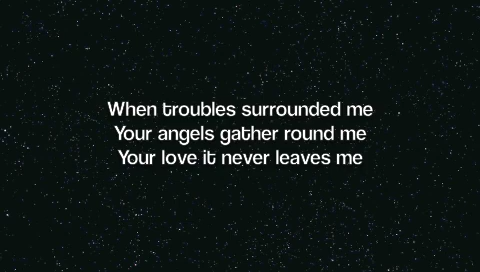 When troubles surrounded me
Your angels gather round me
Your love it never leaves me